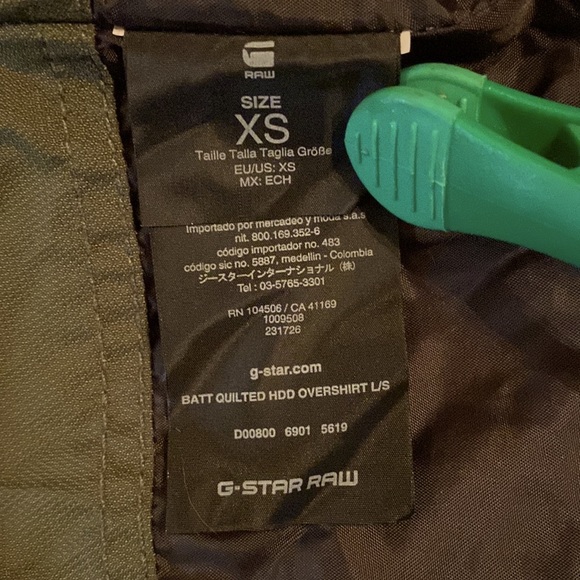 G
RAW
SIZE
XS
Taille Talla Taglia Größe
EU/US: XS
MX: ECH
Importado por mercadeo y moda s.a.s
nit. 800.169.352-6
código importador no. 483
código sic no. 5887, medellin - Colombia
ジースターインターナショナル（株）
Tel : 03-5765-3301
RN 104506 / CA 41169
1009508
231726
g-star.com
BATT QUILTED HDD OVERSHIRT L/S
D00800 6901 5619
G-STAR RAW